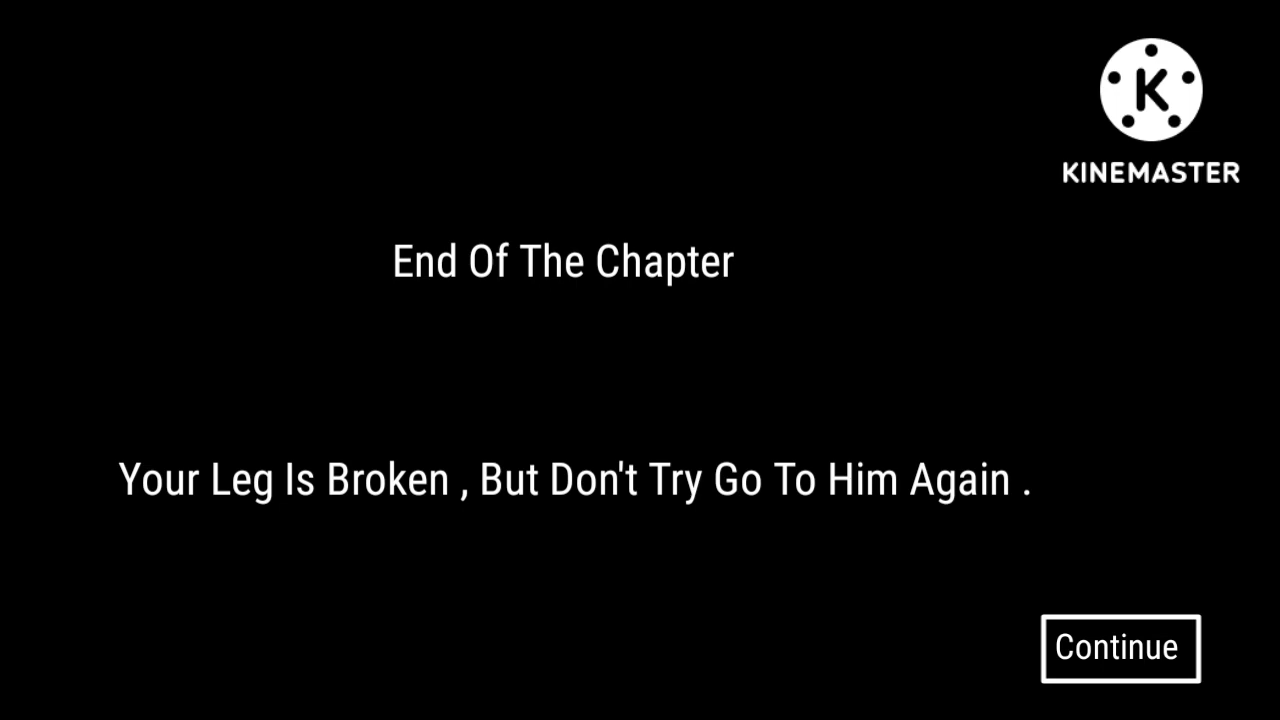 K
KINEMASTER
End Of The Chapter
Your Leg Is Broken , But Don't Try Go To Him Again .
Continue